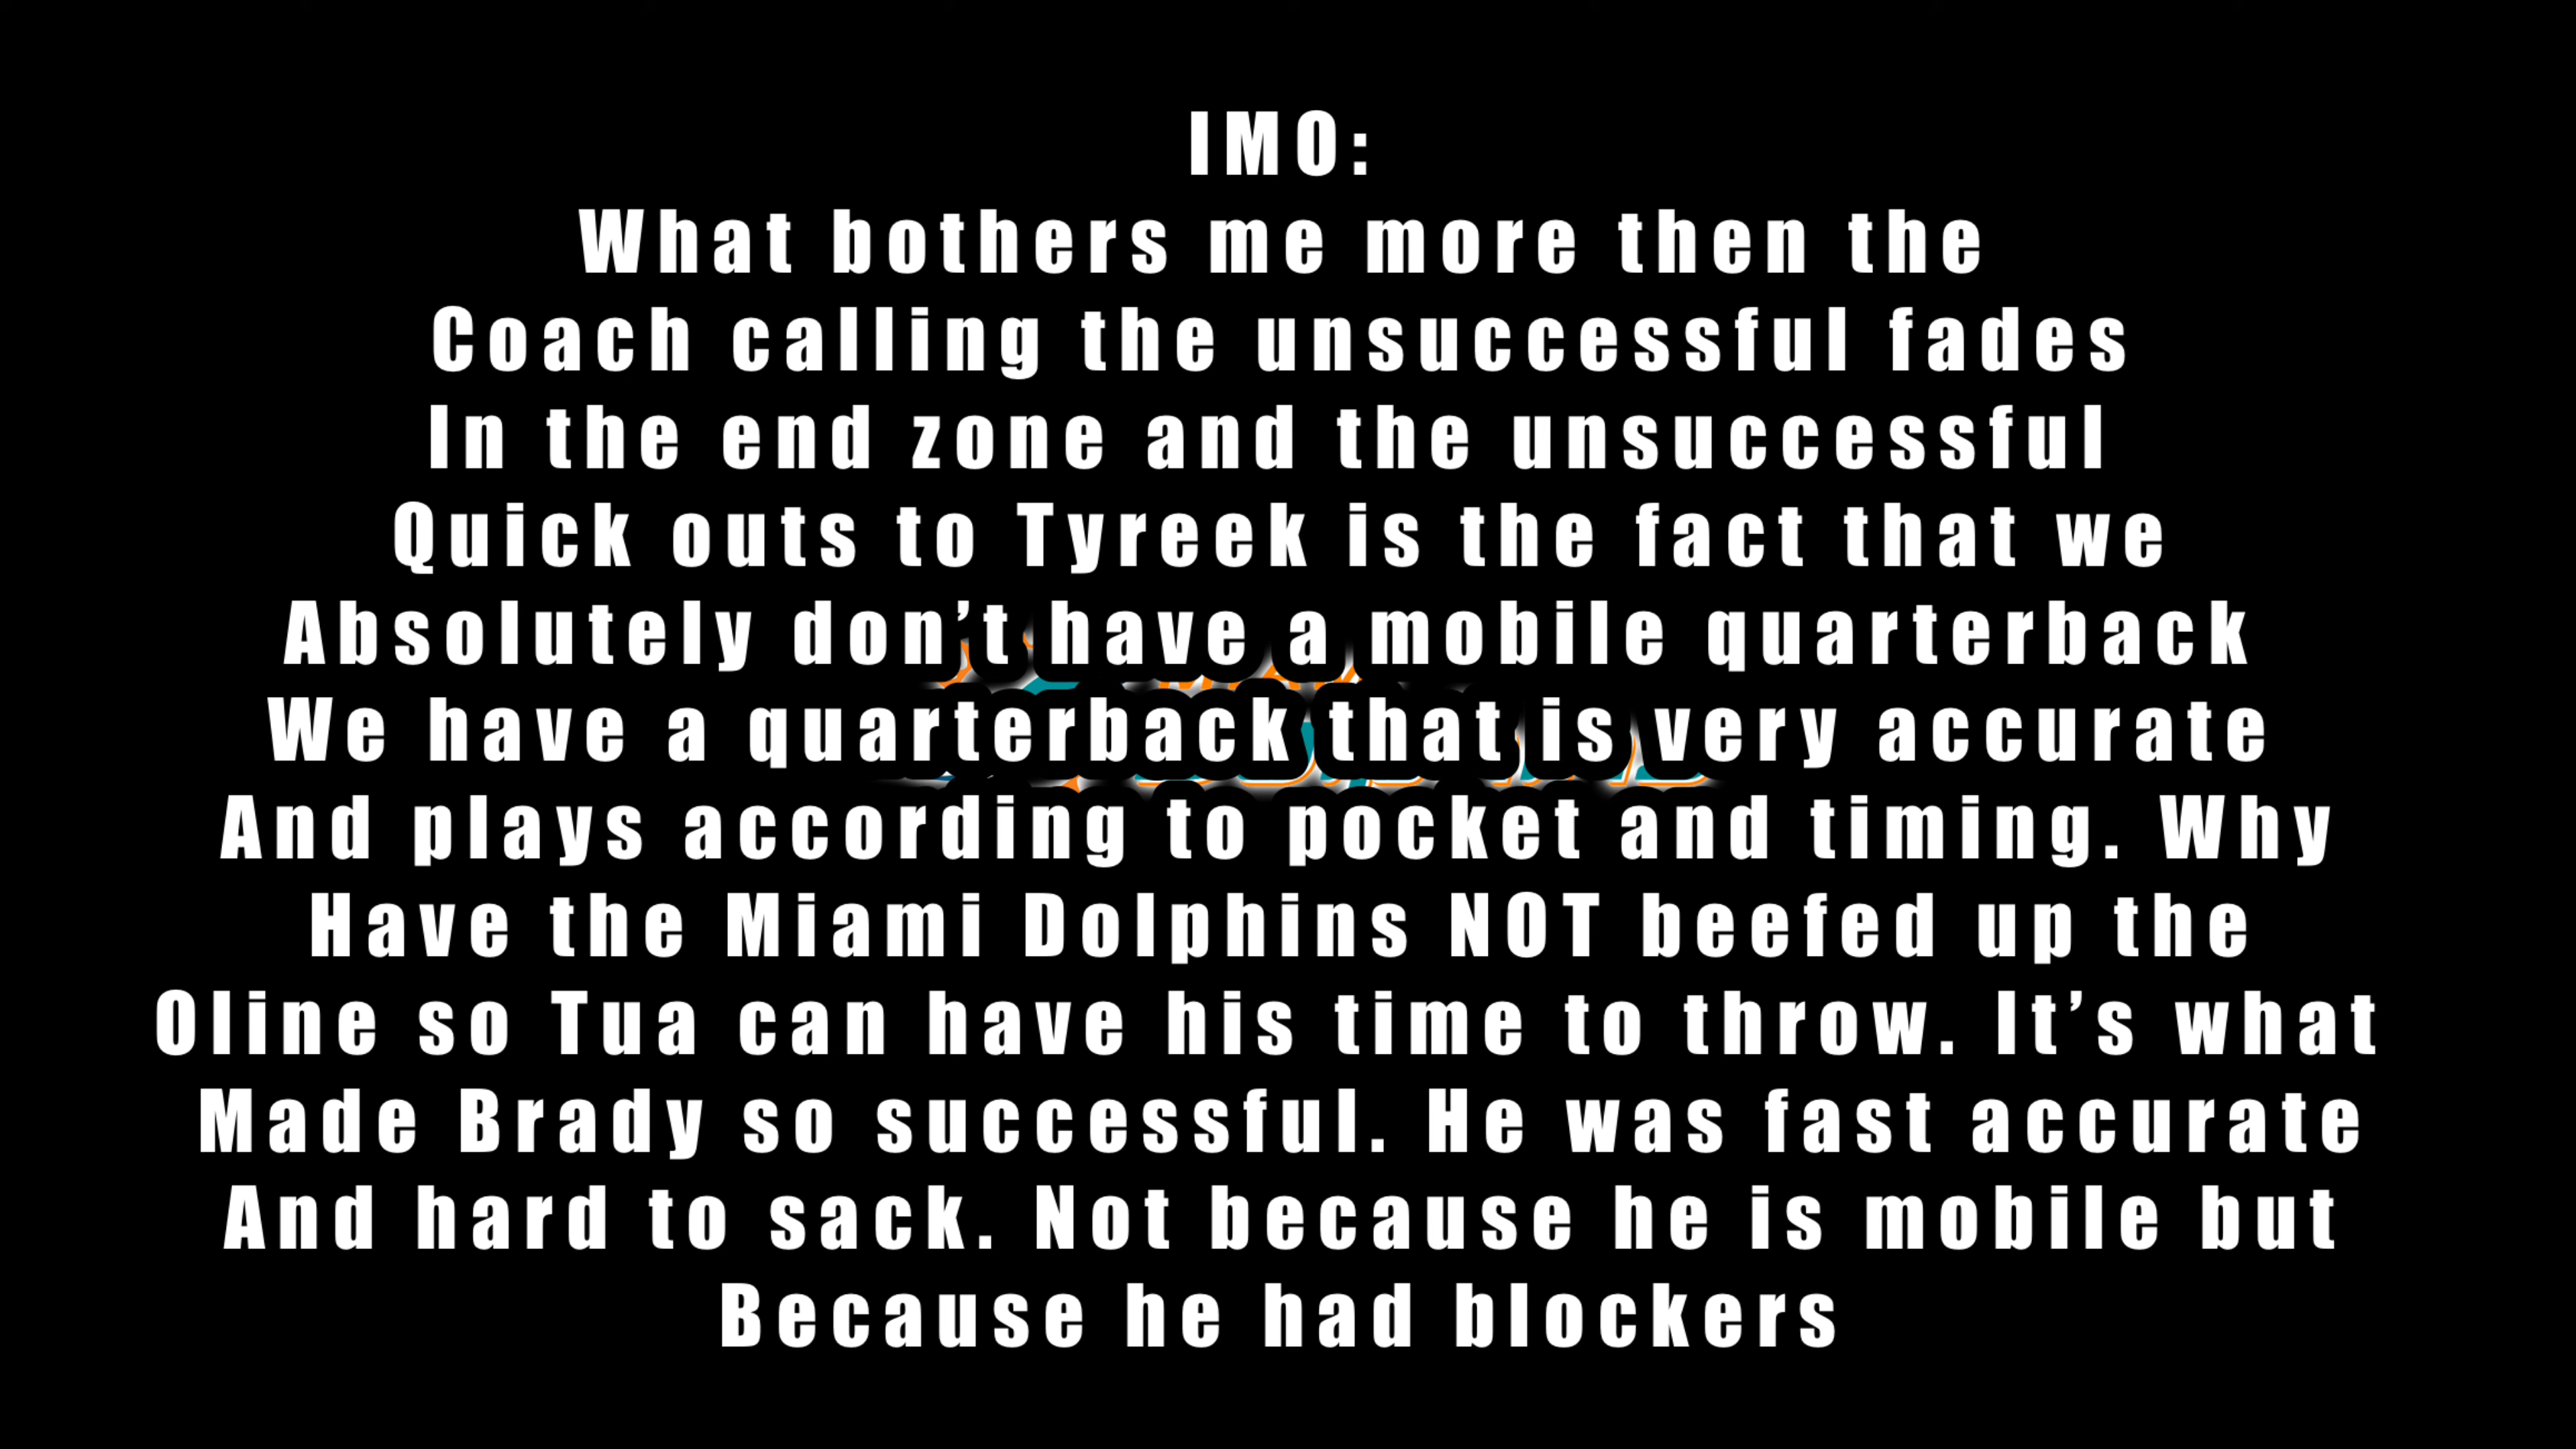 IMO:
What bothers me more then the
Coach calling the unsuccessful fades
In the end zone and the unsuccessful
Quick outs to Tyreek is the fact that we
Absolutely don’t have a mobile quarterback
We have a quarterback that is very accurate
And plays according to pocket and timing. Why
Have the Miami Dolphins NOT beefed up the
Oline so Tua can have his time to throw. It’s what
Made Brady so successful. He was fast accurate
And hard to sack. Not because he is mobile but
Because he had blockers